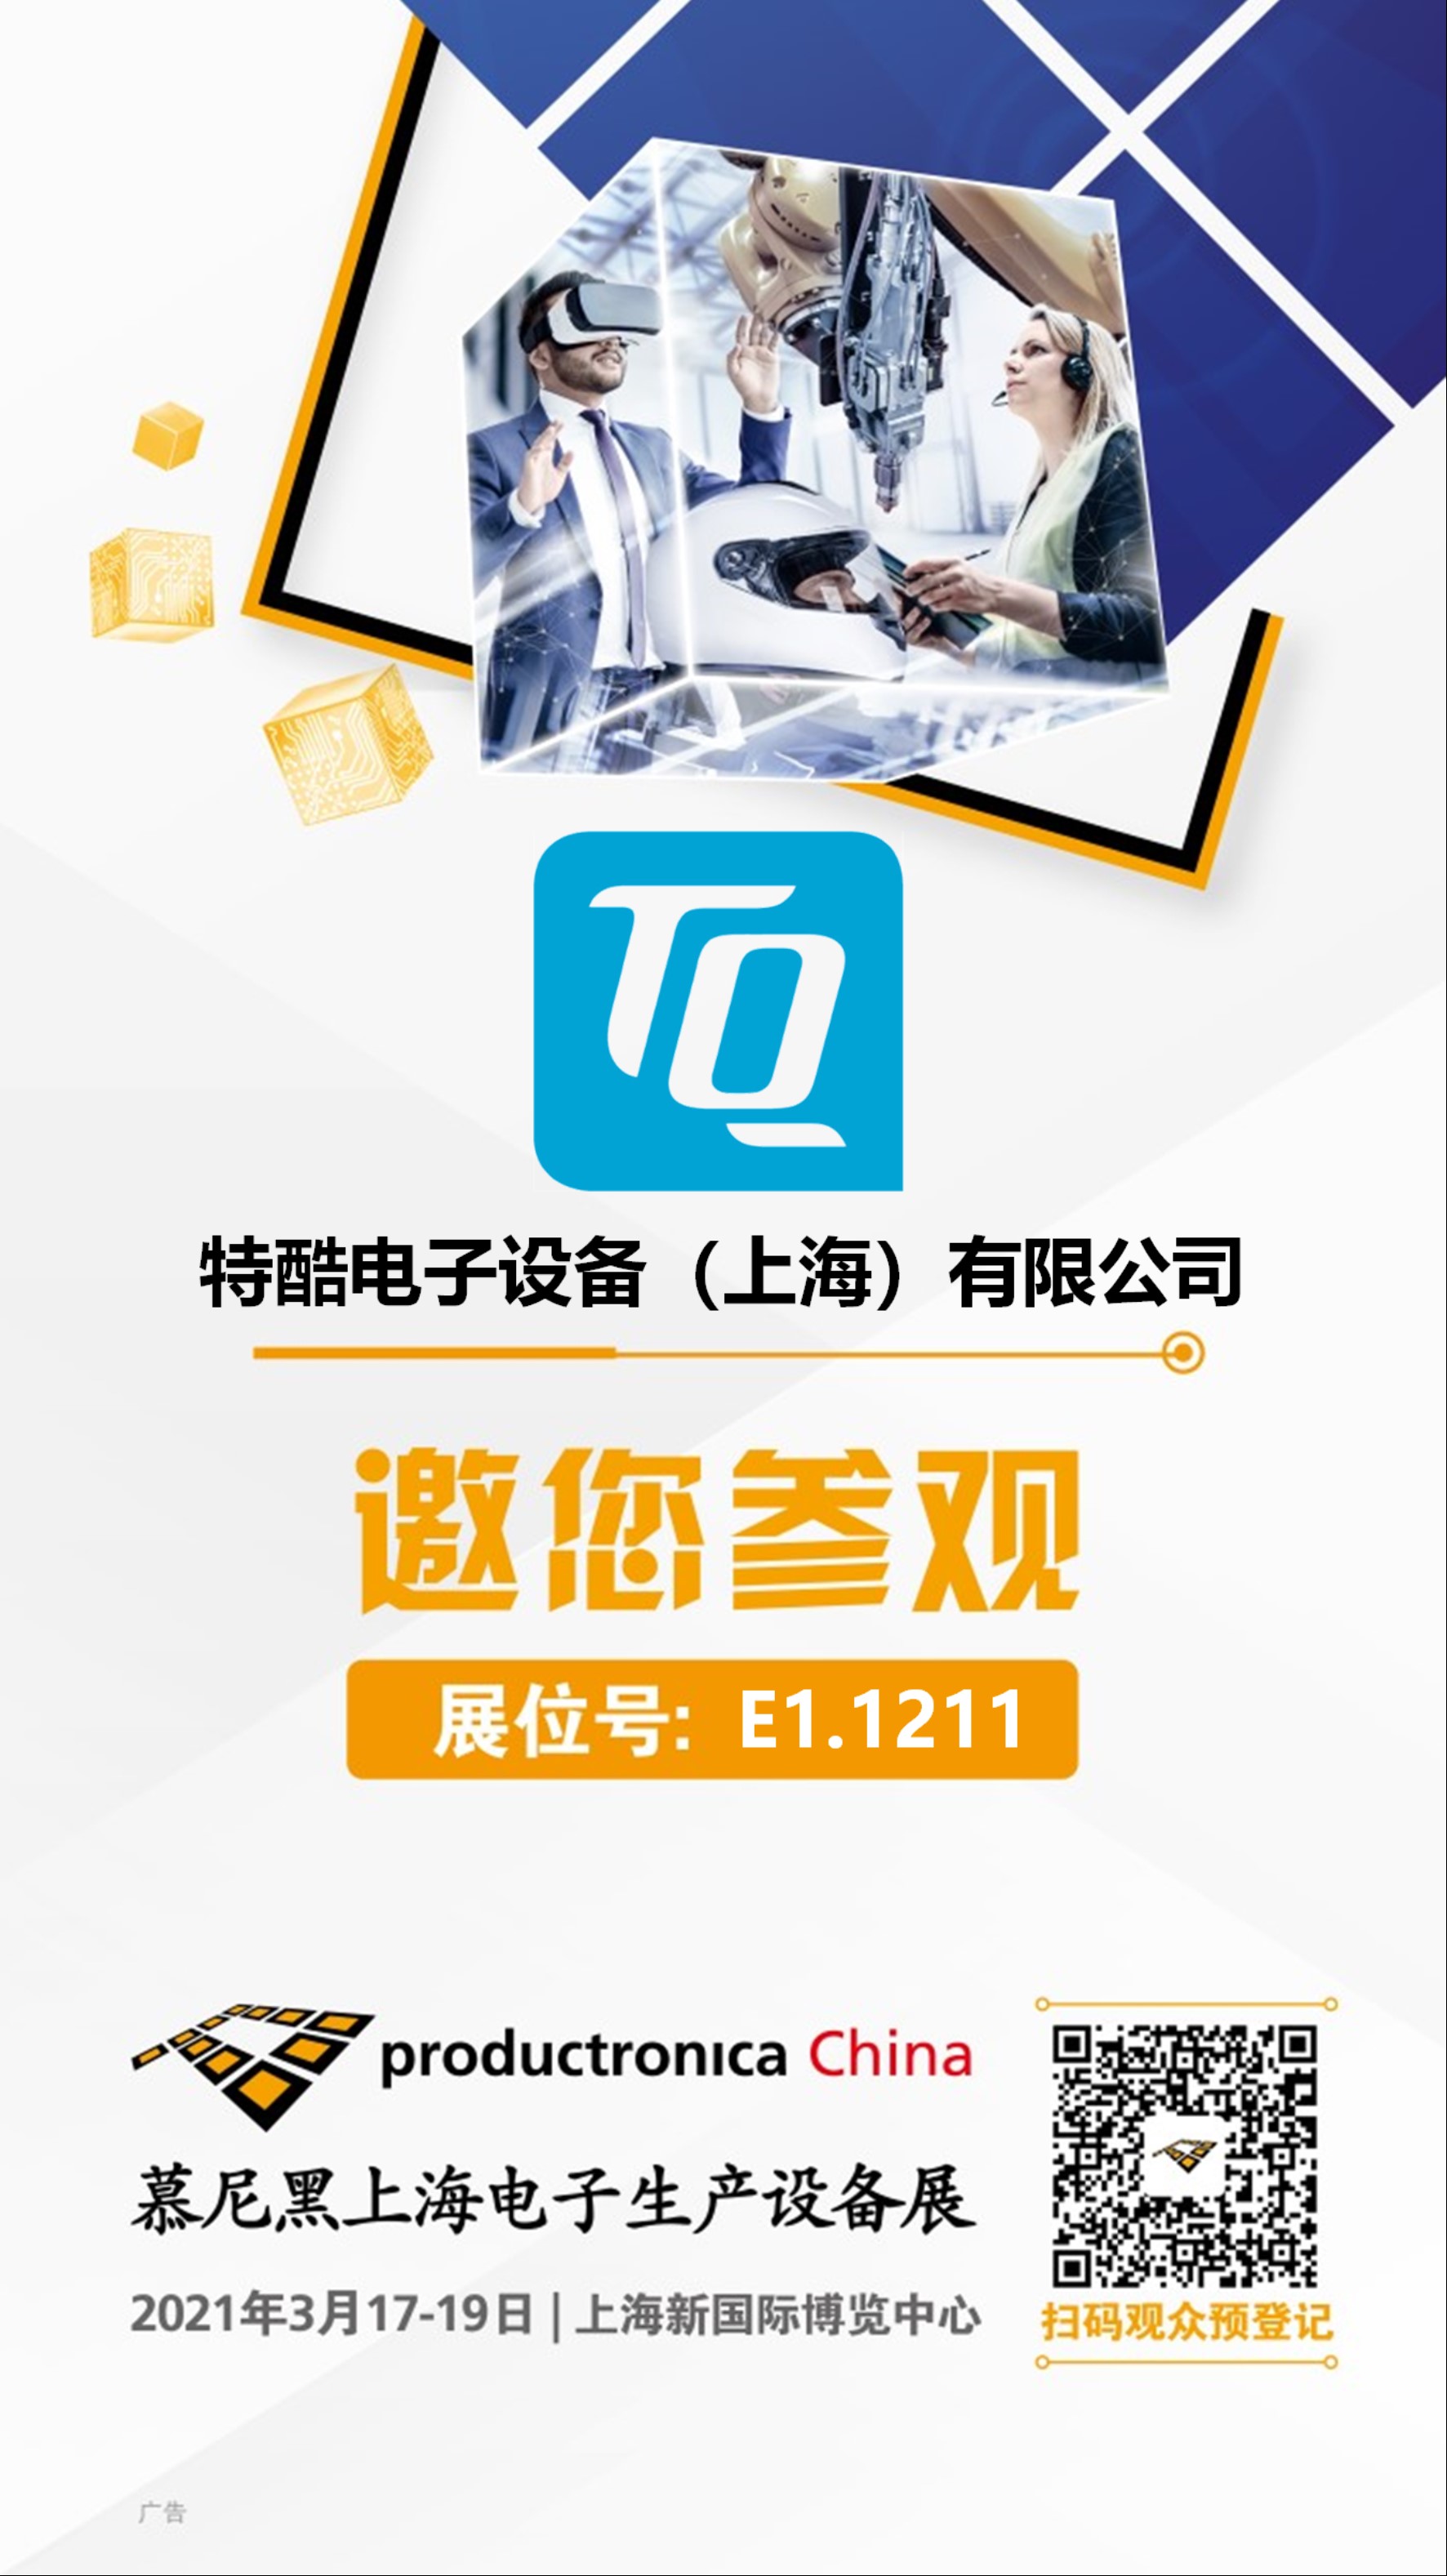 TQ
特酷电子设备（上海）有限公司
邀您参观
展位号：E1.1211
productronica China
慕尼黑上海电子生产设备展
2021年3月17-19日 | 上海新国际博览中心
扫码观众预登记
广告